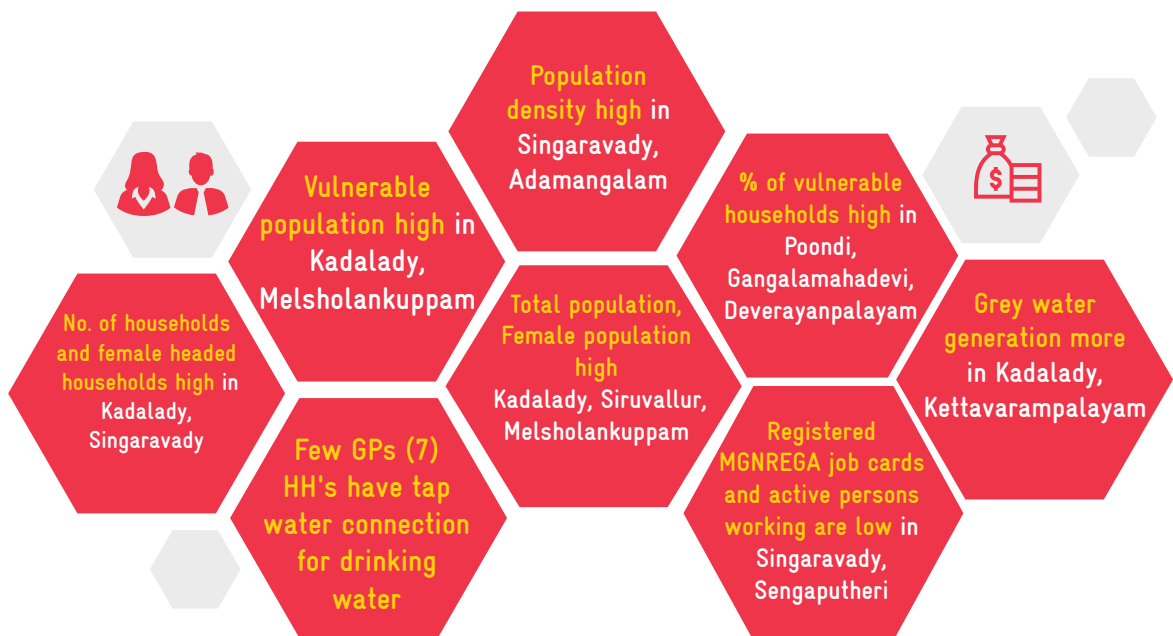 Population
density high in
Singaravady,
Adamangalam
Vulnerable
population high in
Kadalady,
Melsholankuppam
% of vulnerable
households high in
Poondi,
Gangalamahadevi,
Deverayanpalayam
No. of households
and female headed
households high in
Kadalady,
Singaravady
Total population,
Female population
high
Kadalady, Siruvallur,
Melsholankuppam
Grey water
generation more
in Kadalady,
Kettavarampalayam
Few GPs (7)
HH's have tap
water connection
for drinking
water
Registered
MGNREGA job cards
and active persons
working are low in
Singaravady,
Sengaputheri
$